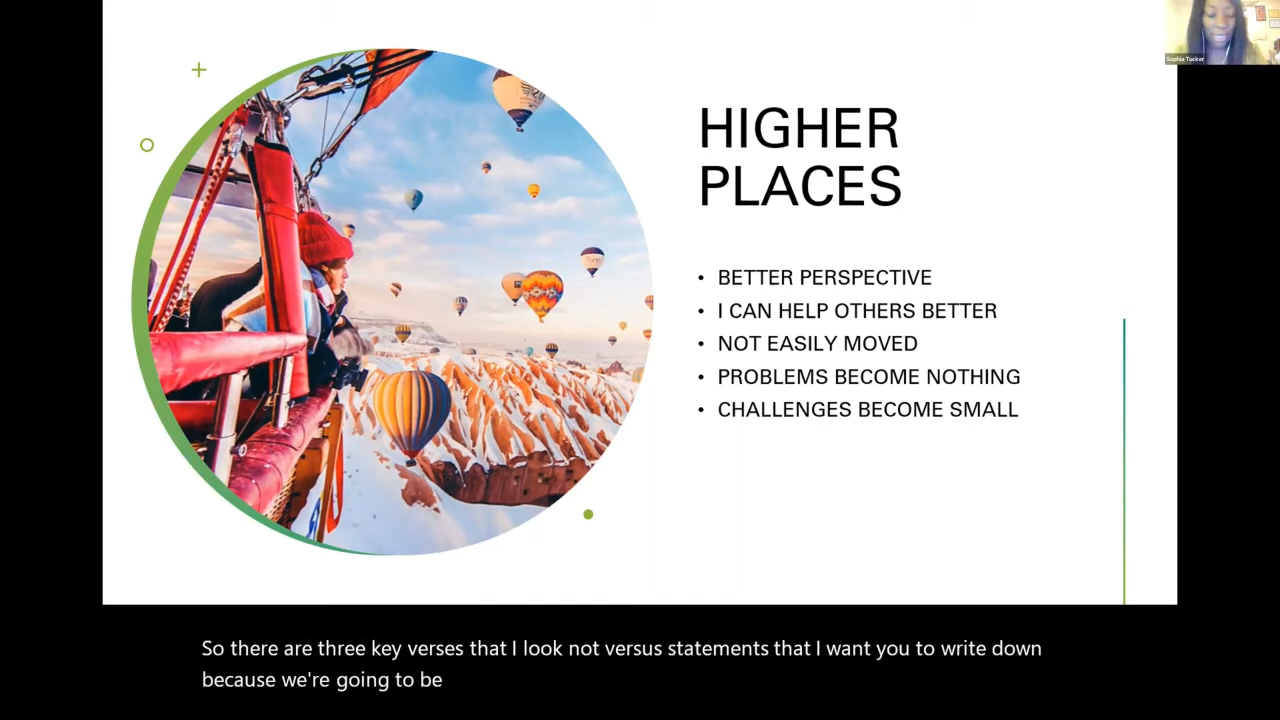 Sophia Tucker
HIGHER
PLACES
• BETTER PERSPECTIVE
• I CAN HELP OTHERS BETTER
• NOT EASILY MOVED
• PROBLEMS BECOME NOTHING
• CHALLENGES BECOME SMALL
So there are three key verses that I look not versus statements that I want you to write down
because we're going to be